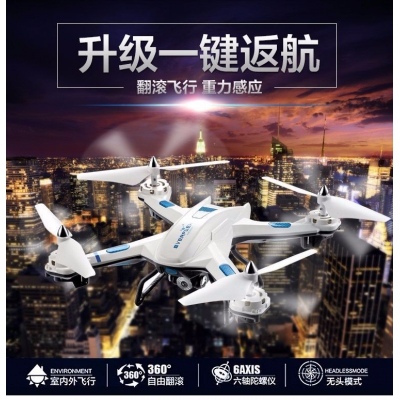 升级一键返航
翻滚飞行 重力感应
ENVIRONMENT
室内外飞行
360°
360°
自由翻滚
6AXIS
六轴陀螺仪
HEADLESSMODE
无头模式